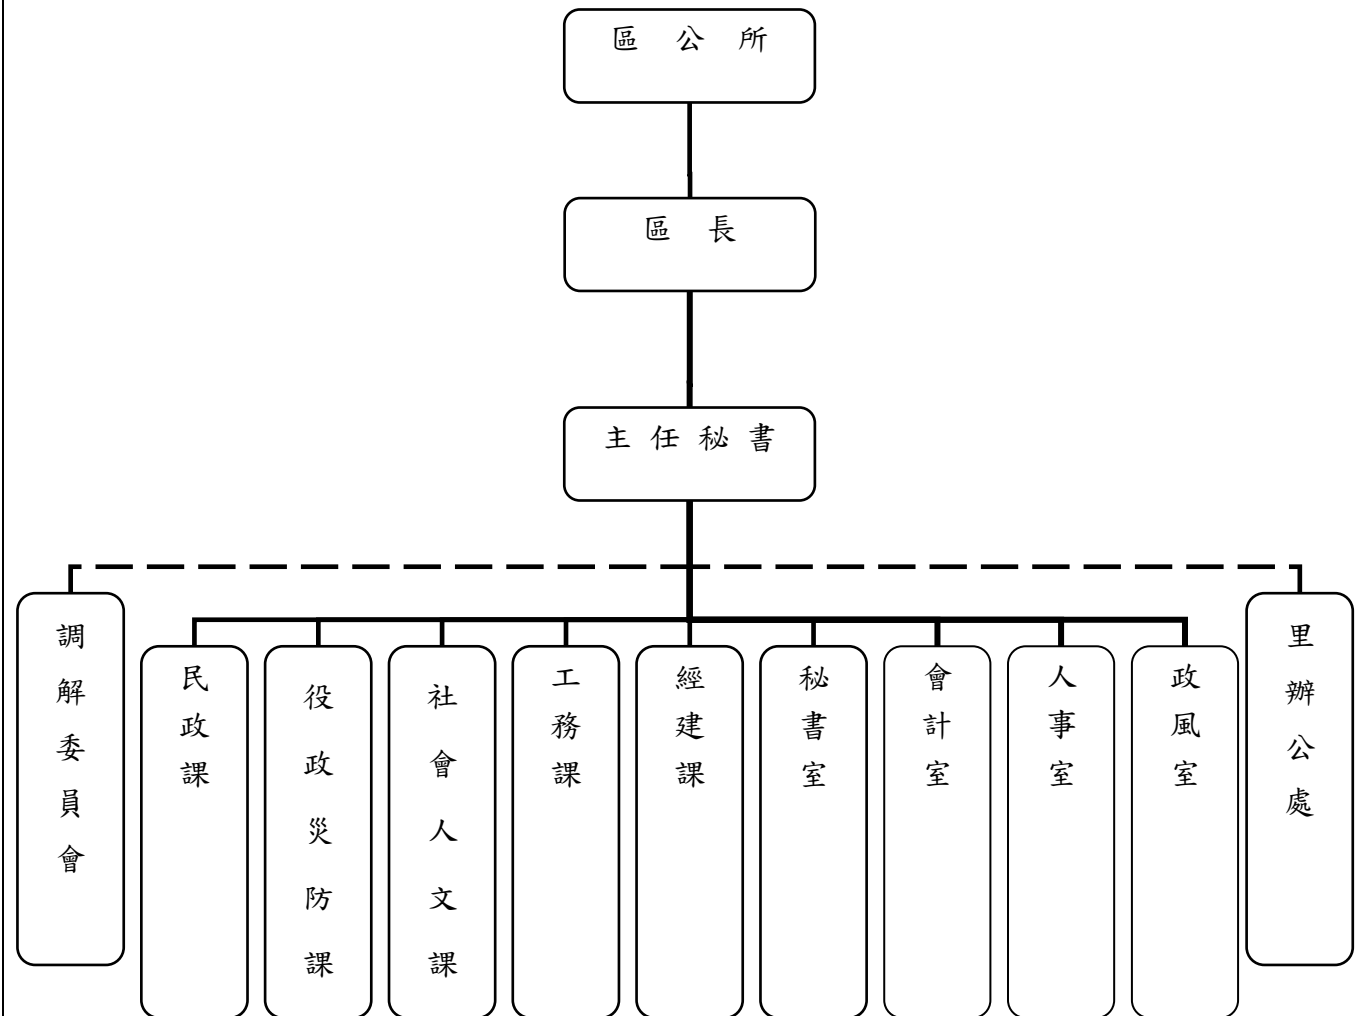 區公所
區長
主任秘書
調解委員會
民政課
役政災防課
社會人文課
工務課
經建課
秘書室
會計室
人事室
政風室
里辦公處